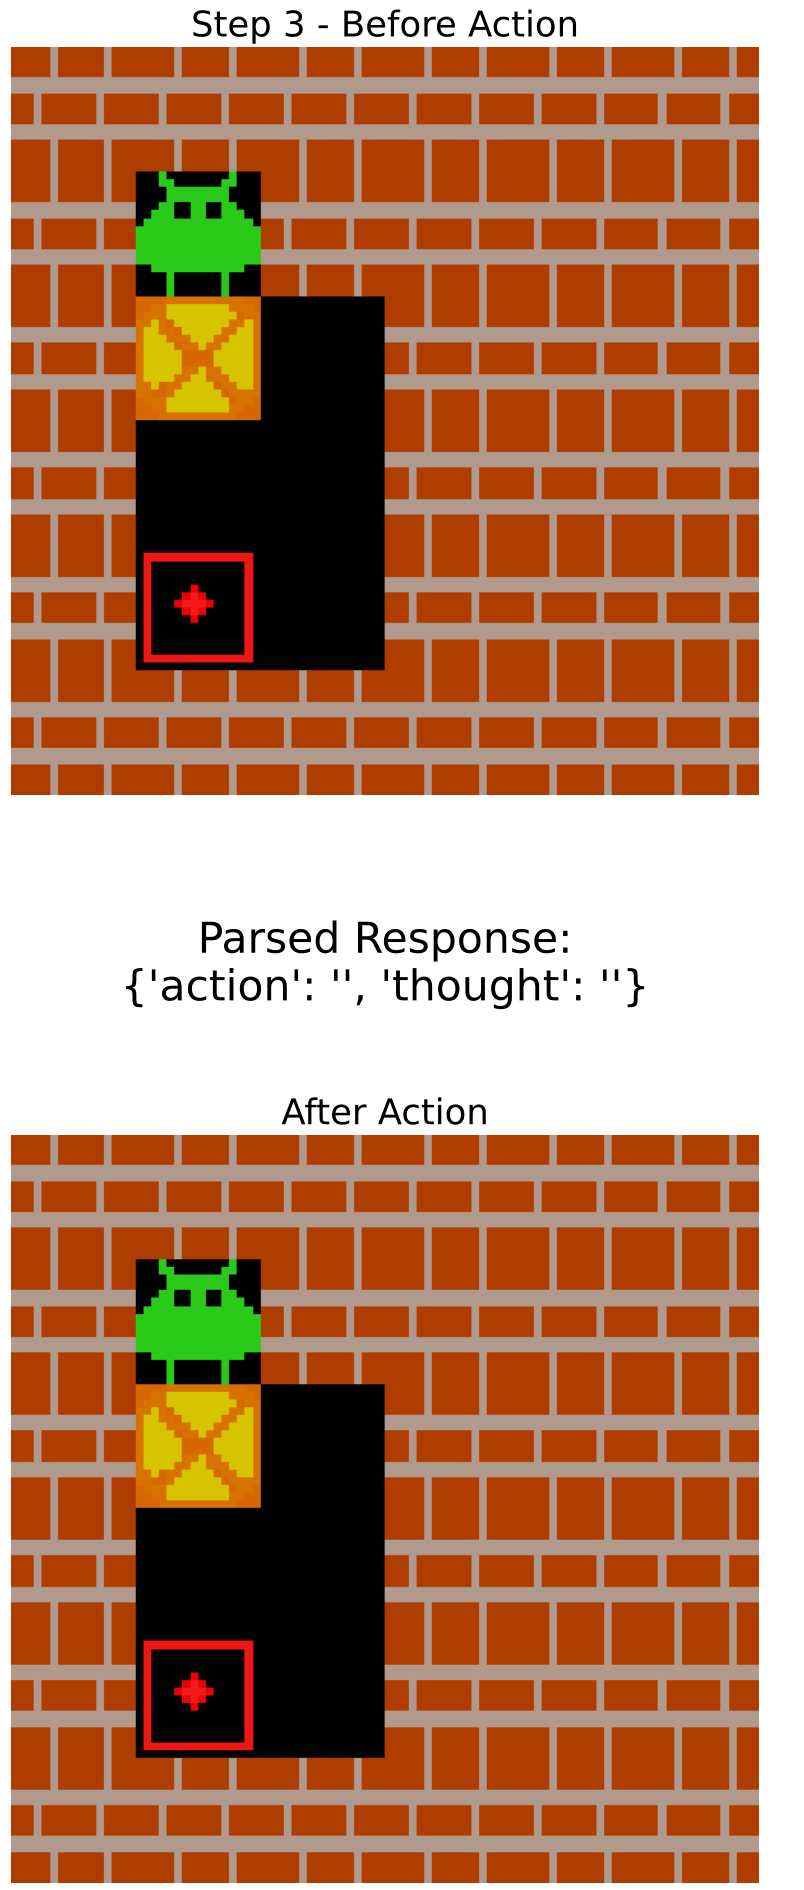 Step 3 - Before Action
Parsed Response:
{'action': '', 'thought': ''}
After Action